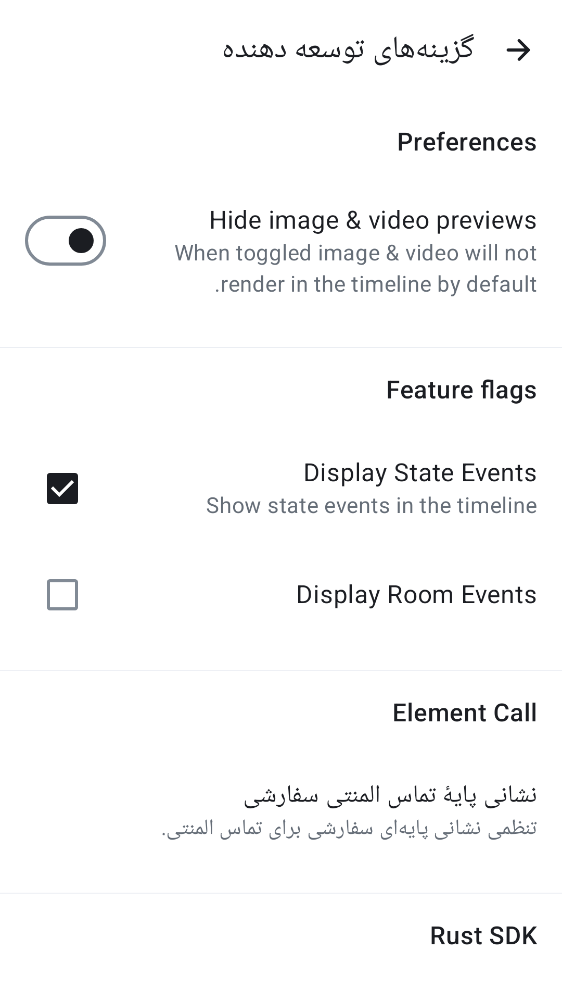 گزینه‌های توسعه دهنده
Preferences
Hide image & video previews
When toggled image & video will not
render in the timeline by default.
Feature flags
Display State Events
Show state events in the timeline
Display Room Events
Element Call
نشانی پایهٔ تماس المنتی سفارشی
تنظمی نشانی پایه‌ای سفارشی برای تماس المنتی.
Rust SDK